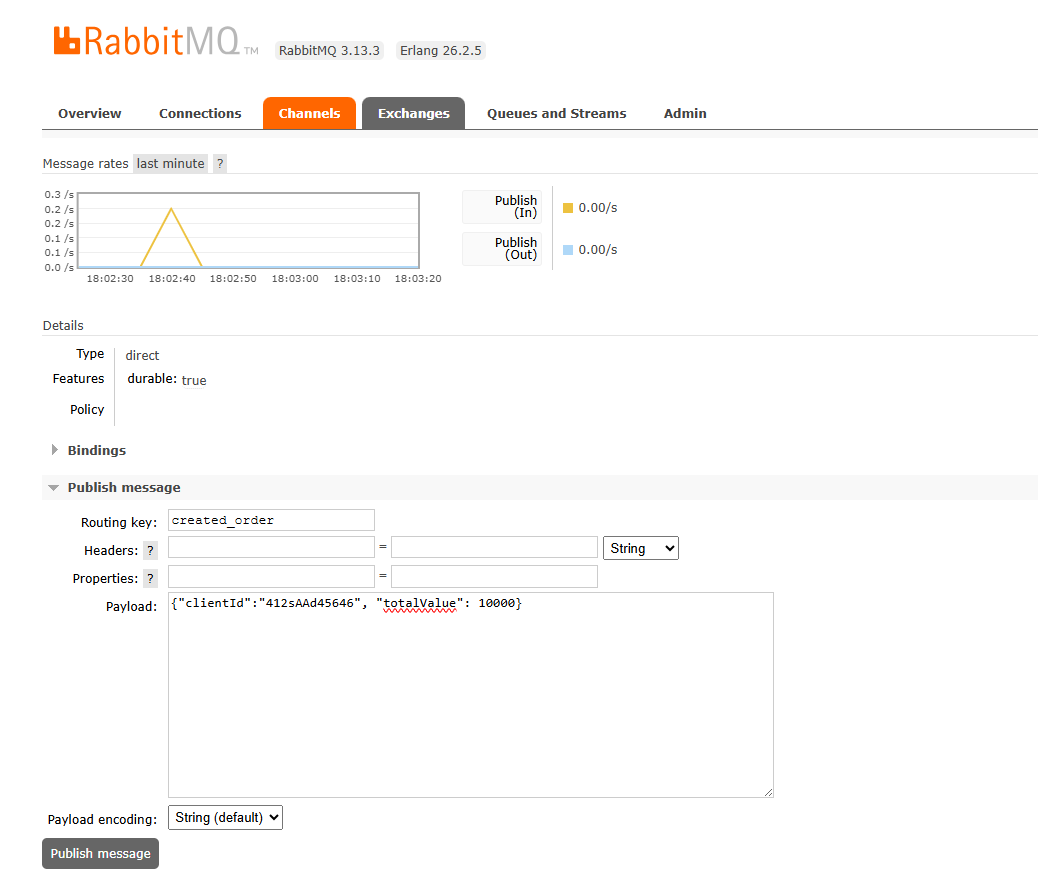 RabbitMQ TM RabbitMQ 3.13.3 Erlang 26.2.5
Overview Connections Channels Exchanges Queues and Streams Admin
Message rates last minute ?
0.3 /s
0.2 /s
0.2 /s
0.1 /s
0.1 /s
0.0 /s
18:02:30 18:02:40 18:02:50 18:03:00 18:03:10 18:03:20
Publish
(In)
0.00/s
Publish
(Out)
0.00/s
Details
Type direct
Features durable: true
Policy
Bindings
Publish message
Routing key: created_order
Headers: ? = String
Properties: ? =
Payload: {"clientId":"412sAAd45646", "totalValue": 10000}
Payload encoding: String (default)
Publish message